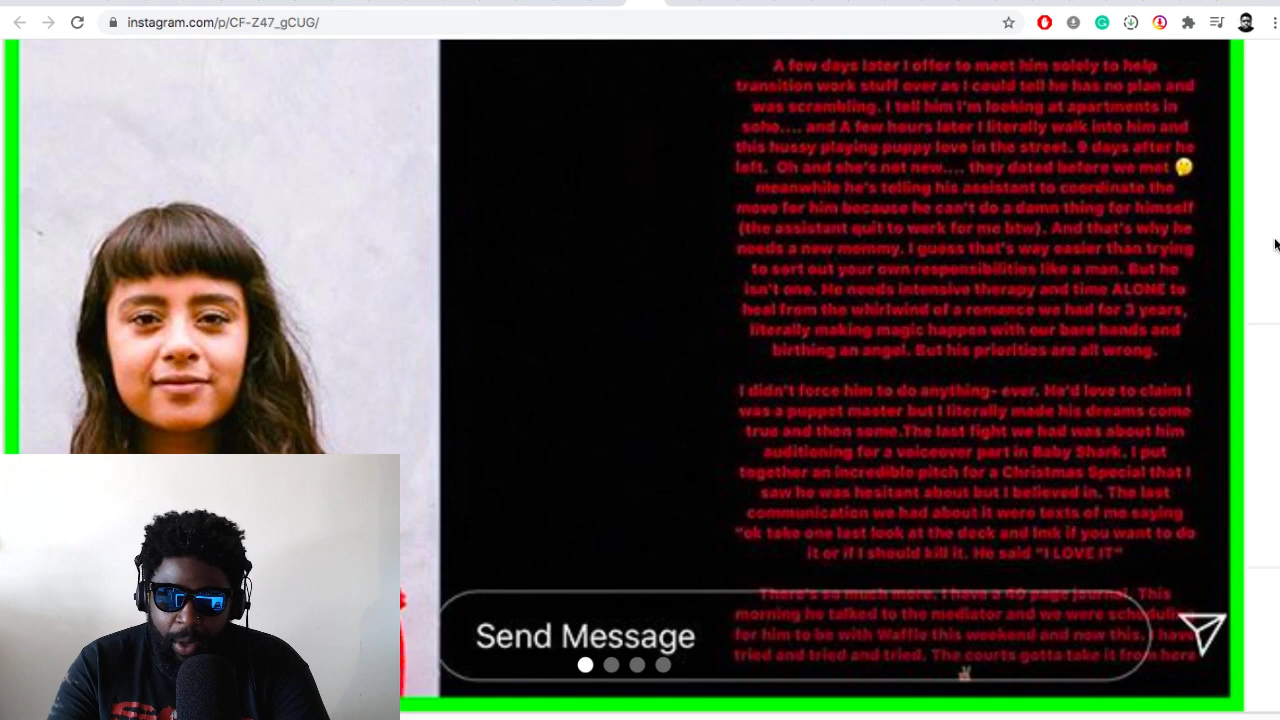 instagram.com/p/CF-Z47_gCUG/
A few days later I offer to meet him solely to help
transition work stuff over as I could tell he has no plan and
was scrambling. I tell him I'm looking at apartments in
soho.... and A few hours later I literally walk into him and
this hussy playing puppy love in the street. 9 days after he
left. Oh and she's not new.... they dated before we met 🤔
meanwhile he's telling his assistant to coordinate the
move for him because he can't do a damn thing for himself
(the assistant quit to work for me btw). And that's why he
needs a new mommy. I guess that's way easier than trying
to sort out your own responsibilities like a man. But he
isn't one. He needs intensive therapy and time ALONE to
heal from the whirlwind of a romance we had for 3 years,
literally making magic happen with our bare hands and
birthing an angel. But his priorities are all wrong.
I didn't force him to do anything- ever. He'd love to claim I
was a puppet master but I literally made his dreams come
true and then some.The last fight we had was about him
auditioning for a voiceover part in Baby Shark. I put
together an incredible pitch for a Christmas Special that I
saw he was hesitant about but I believed in. The last
communication we had about it were texts of me saying
"ok take one last look at the deck and lmk if you want to do
it or if I should kill it. He said "I LOVE IT"
There's so much more. I have a 40 page journal. This
morning he talked to the mediator and we were scheduling
for him to be with Waffle this weekend and now this. I have
tried and tried and tried. The courts gotta take it from here
✌🏼
Send Message